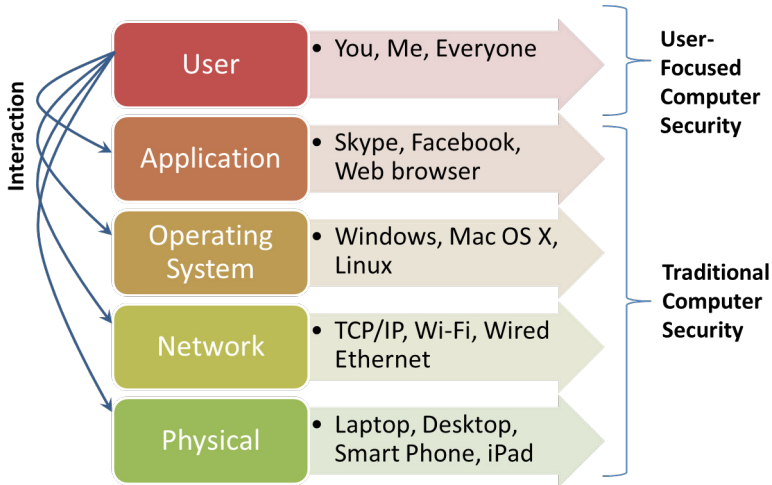 User
• You, Me, Everyone
User-
Focused
Computer
Security
Interaction
Application
• Skype, Facebook,
Web browser
Operating
System
• Windows, Mac OS X,
Linux
Traditional
Computer
Security
Network
• TCP/IP, Wi-Fi, Wired
Ethernet
Physical
• Laptop, Desktop,
Smart Phone, iPad